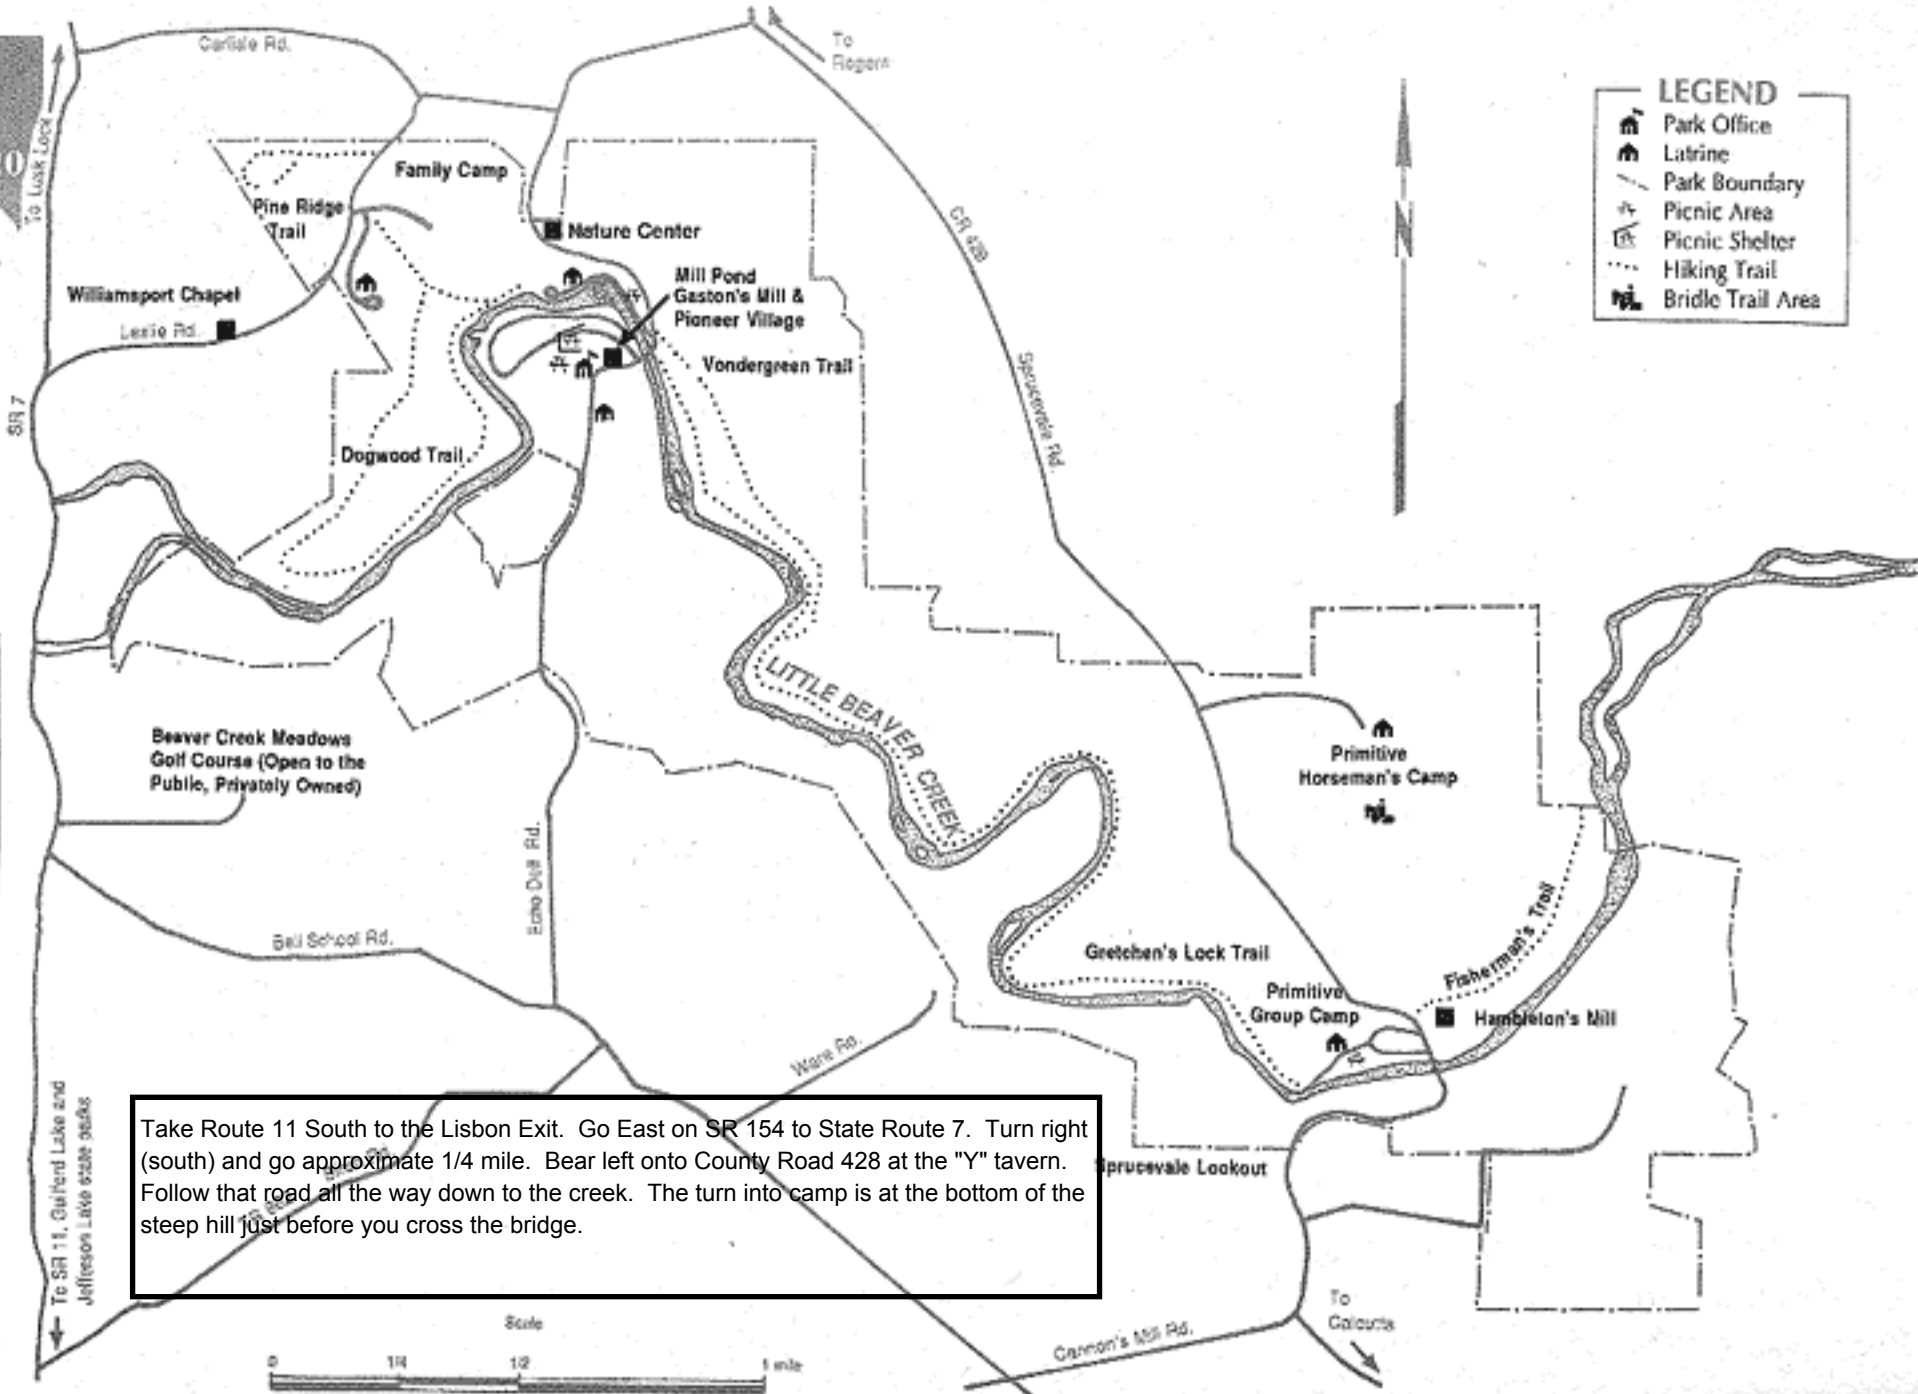 Carlisle Rd.
To
Rogers
To Lusk Lock
LEGEND
Park Office
Latrine
Park Boundary
Picnic Area
Picnic Shelter
Hiking Trail
Bridle Trail Area
Family Camp
Pine Ridge
Trail
Nature Center
CR 428
Mill Pond
Gaston's Mill &
Pioneer Village
Williamsport Chapel
Leslie Rd.
Vondergreen Trail
Sprucevale Rd.
SR 7
Dogwood Trail
N
LITTLE BEAVER CREEK
Beaver Creek Meadows
Golf Course (Open to the
Public, Privately Owned)
Primitive
Horseman's Camp
Echo Dell Rd.
Bell School Rd.
Gretchen's Lock Trail
Fisherman's Trail
Primitive
Group Camp
Hambleton's Mill
To SR 11, Guilford Lake and
Jefferson Lake state parks
Take Route 11 South to the Lisbon Exit. Go East on SR 154 to State Route 7. Turn right
(south) and go approximate 1/4 mile. Bear left onto County Road 428 at the "Y" tavern.
Follow that road all the way down to the creek. The turn into camp is at the bottom of the
steep hill just before you cross the bridge.
Sprucevale Lookout
To
Calcutta
Cannon's Mill Rd.
Scale
0 1/4 1/2 1 mile